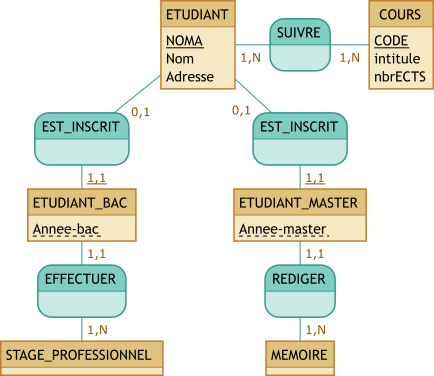 ETUDIANT
NOMA
Nom
Adresse
1,N
SUIVRE
1,N
COURS
CODE
intitule
nbrECTS
0,1
0,1
EST_INSCRIT
EST_INSCRIT
1,1
1,1
ETUDIANT_BAC
Annee-bac
ETUDIANT_MASTER
Annee-master
1,1
1,1
EFFECTUER
REDIGER
1,N
1,N
STAGE_PROFESSIONNEL
MEMOIRE